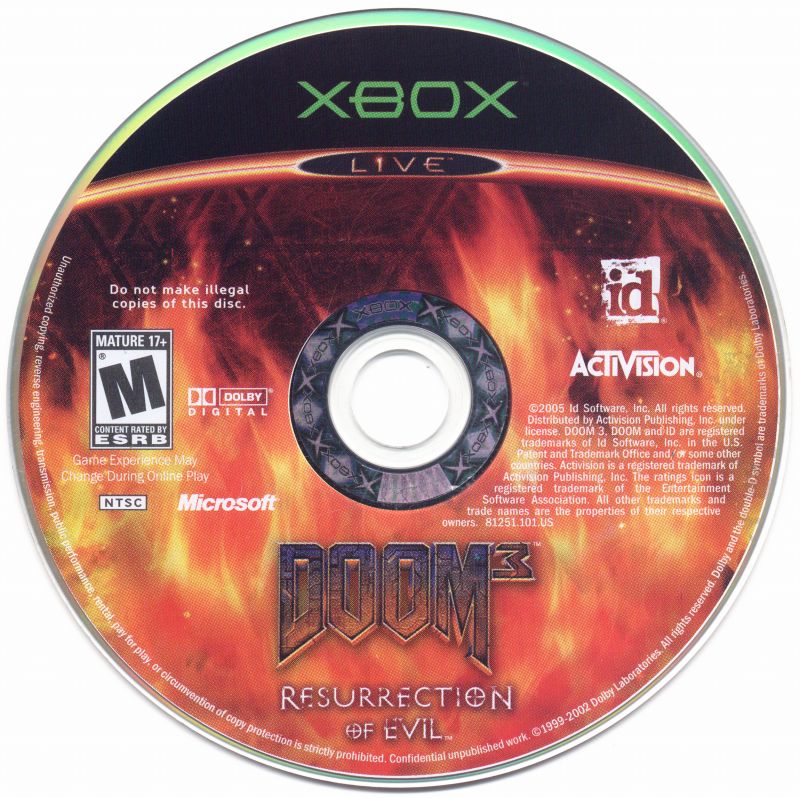 XBOX
LIVE™
Do not make illegal
copies of this disc.
XBOX
id®
MATURE 17+
M®
CONTENT RATED BY
ESRB
DOLBY
DIGITAL
ACTIVISION®
Game Experience May
Change During Online Play
NTSC
Microsoft
©2005 Id Software, Inc. All rights reserved.
Distributed by Activision Publishing, Inc. under
license. DOOM 3, DOOM and ID are registered
trademarks of Id Software, Inc. in the U.S.
Patent and Trademark Office and/or some other
countries. Activision is a registered trademark of
Activision Publishing, Inc. The ratings icon is a
registered trademark of the Entertainment
Software Association. All other trademarks and
trade names are the properties of their respective
owners. 81251.101.US
DOOM 3™
RESURRECTION
OF EVIL™
Unauthorized copying, reverse engineering, transmission, public performance, rental, pay for play, or circumvention of copy protection is strictly prohibited. Confidential unpublished work. ©1999-2002 Dolby Laboratories. All rights reserved. Dolby and the double-D symbol are trademarks of Dolby Laboratories.